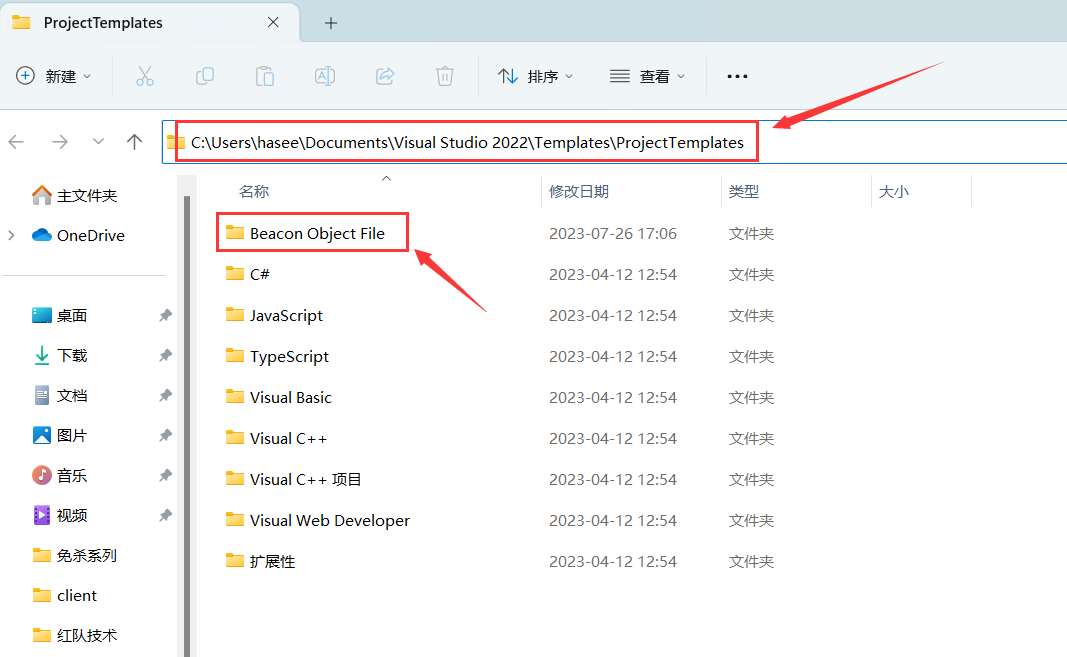 ProjectTemplates
新建 排序 查看
C:\Users\hasee\Documents\Visual Studio 2022\Templates\ProjectTemplates
主文件夹
OneDrive
桌面
下载
文档
图片
音乐
视频
免杀系列
client
红队技术
名称 修改日期 类型 大小
Beacon Object File 2023-07-26 17:06 文件夹
C# 2023-04-12 12:54 文件夹
JavaScript 2023-04-12 12:54 文件夹
TypeScript 2023-04-12 12:54 文件夹
Visual Basic 2023-04-12 12:54 文件夹
Visual C++ 2023-04-12 12:54 文件夹
Visual C++ 项目 2023-04-12 12:54 文件夹
Visual Web Developer 2023-04-12 12:54 文件夹
扩展性 2023-04-12 12:54 文件夹